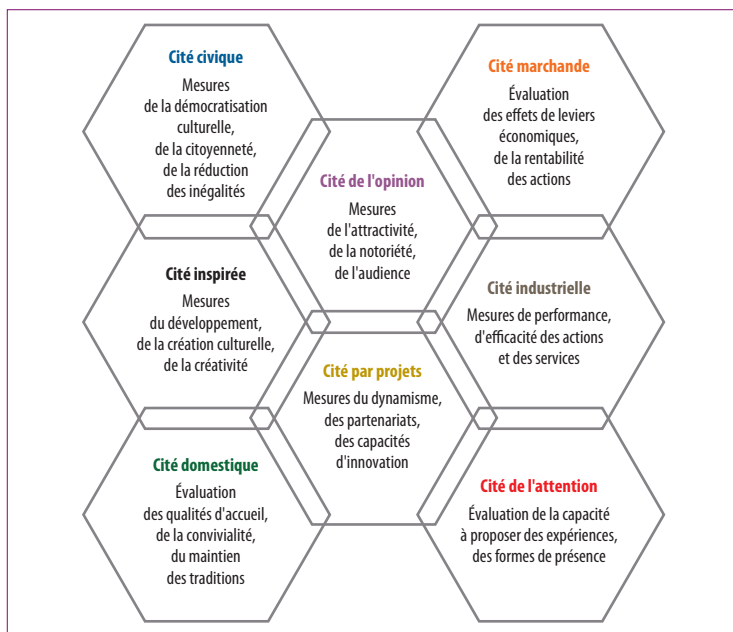 Cité civique
Mesures
de la démocratisation
culturelle,
de la citoyenneté,
de la réduction
des inégalités
Cité marchande
Évaluation
des effets de leviers
économiques,
de la rentabilité
des actions
Cité de l'opinion
Mesures
de l'attractivité,
de la notoriété,
de l'audience
Cité inspirée
Mesures
du développement,
de la création culturelle,
de la créativité
Cité industrielle
Mesures de performance,
d'efficacité des actions
et des services
Cité par projets
Mesures du dynamisme,
des partenariats,
des capacités
d'innovation
Cité domestique
Évaluation
des qualités d'accueil,
de la convivialité,
du maintien
des traditions
Cité de l'attention
Évaluation de la capacité
à proposer des expériences,
des formes de présence